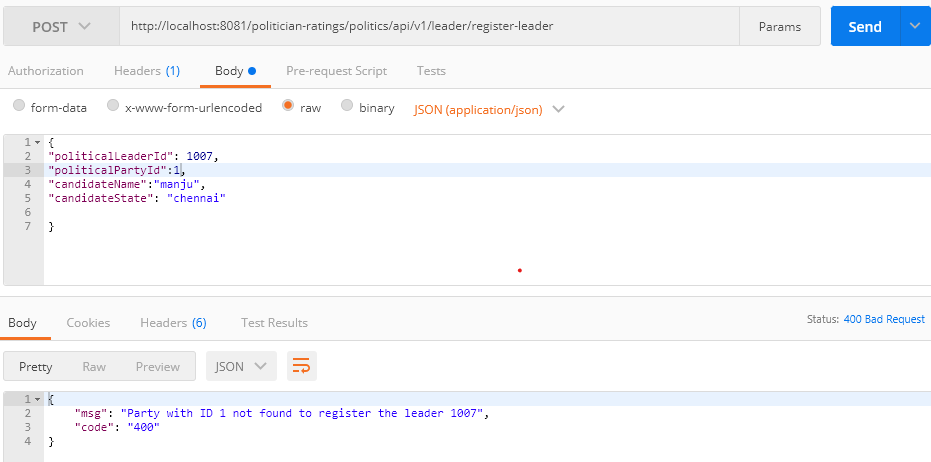 POST http://localhost:8081/politician-ratings/politics/api/v1/leader/register-leader Params Send
Authorization Headers (1) Body Pre-request Script Tests
form-data x-www-form-urlencoded raw binary JSON (application/json)
1 {
2 "politicalLeaderId": 1007,
3 "politicalPartyId":1,
4 "candidateName":"manju",
5 "candidateState": "chennai"
6
7 }
Body Cookies Headers (6) Test Results Status: 400 Bad Request
Pretty Raw Preview JSON
1 {
2 "msg": "Party with ID 1 not found to register the leader 1007",
3 "code": "400"
4 }